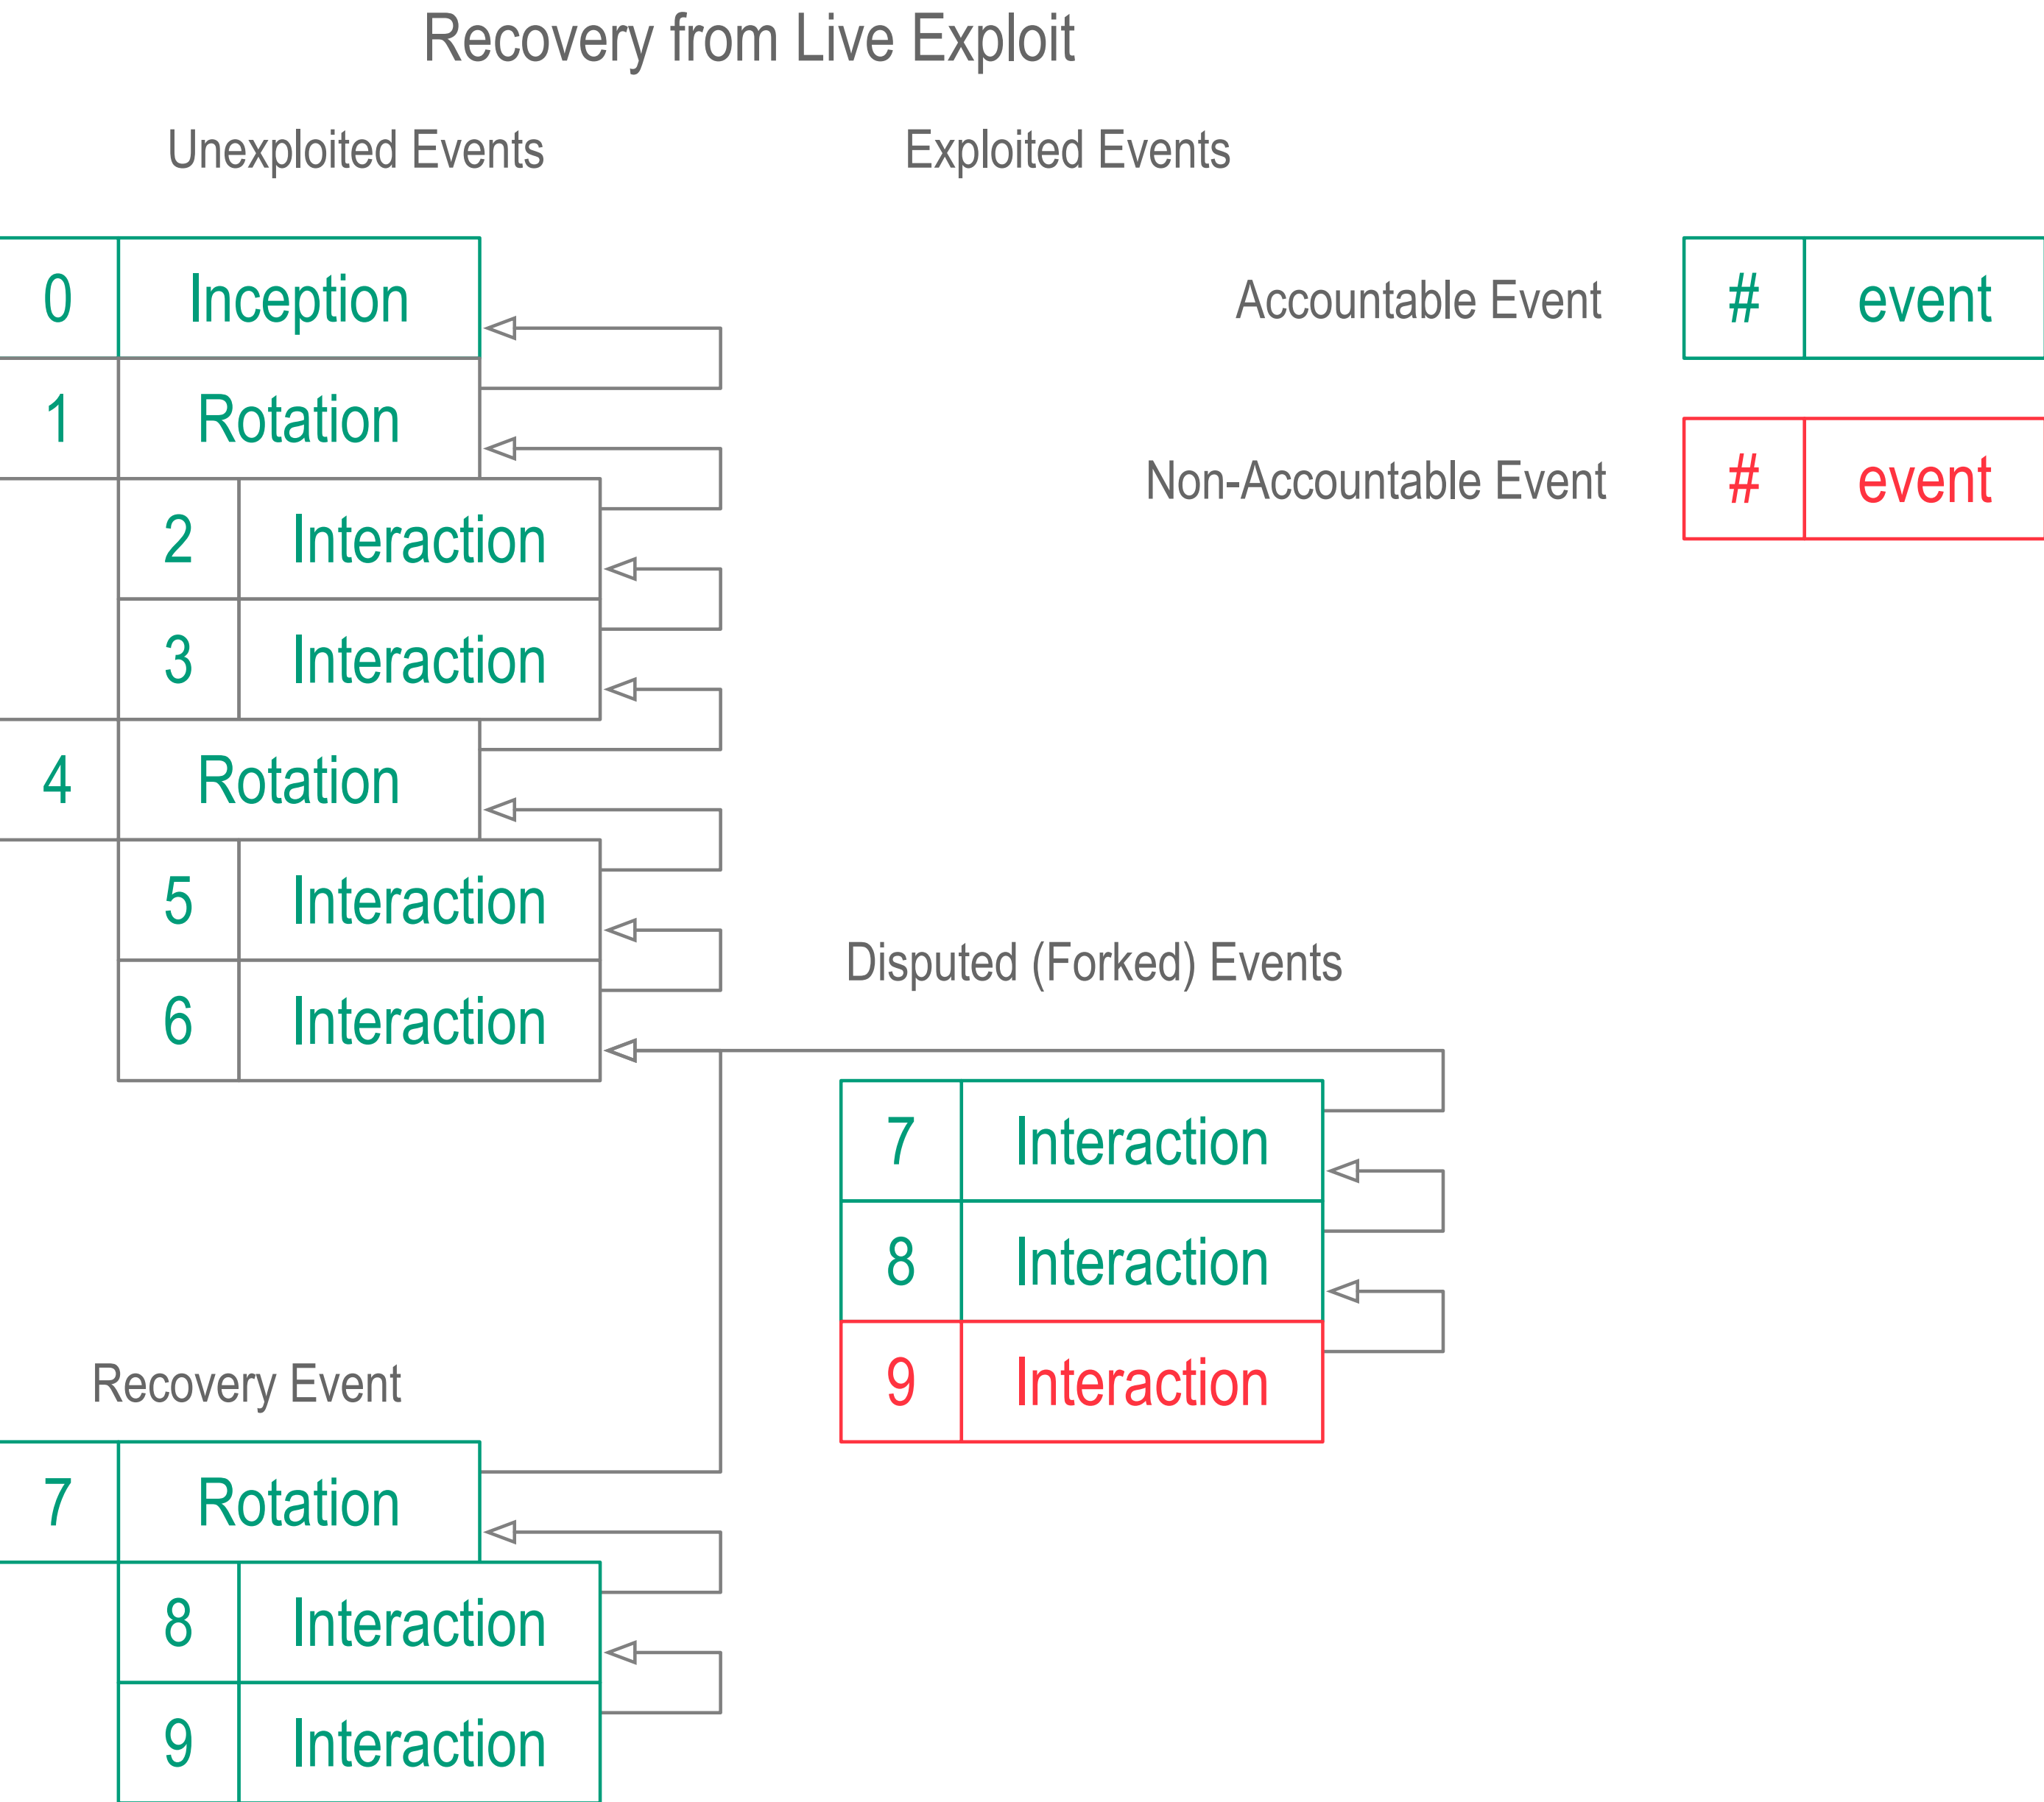 Recovery from Live Exploit
Unexploited Events
Exploited Events
0 Inception
Accountable Event # event
1 Rotation
Non-Accountable Event # event
2 Interaction
3 Interaction
4 Rotation
5 Interaction
6 Interaction
Disputed (Forked) Events
7 Interaction
8 Interaction
9 Interaction
Recovery Event
7 Rotation
8 Interaction
9 Interaction